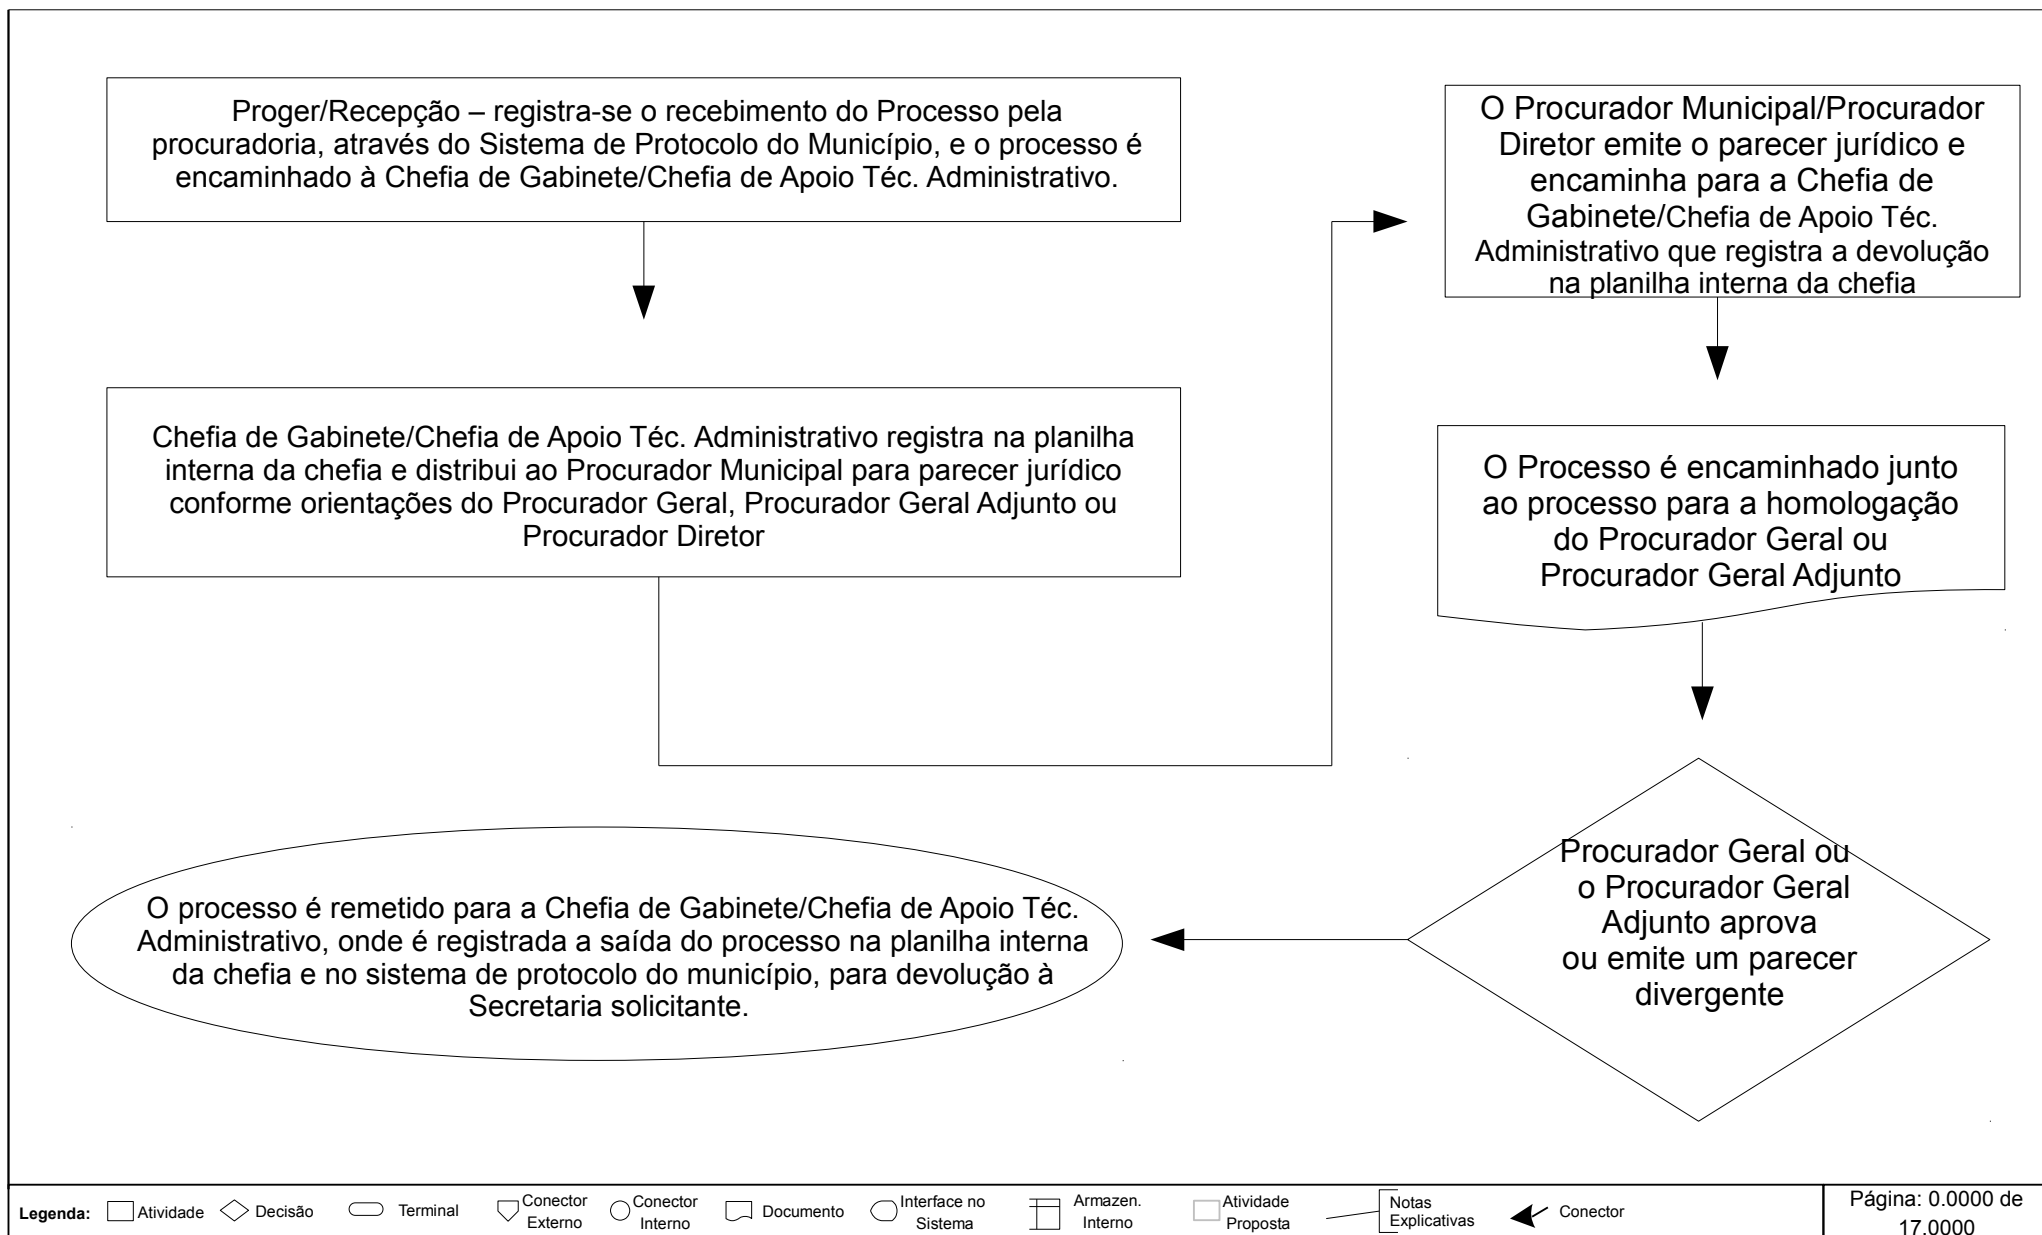 Proger/Recepção – registra-se o recebimento do Processo pela
procuradoria, através do Sistema de Protocolo do Município, e o processo é
encaminhado à Chefia de Gabinete/Chefia de Apoio Téc. Administrativo.
Chefia de Gabinete/Chefia de Apoio Téc. Administrativo registra na planilha
interna da chefia e distribui ao Procurador Municipal para parecer jurídico
conforme orientações do Procurador Geral, Procurador Geral Adjunto ou
Procurador Diretor
O Procurador Municipal/Procurador
Diretor emite o parecer jurídico e
encaminha para a Chefia de
Gabinete/Chefia de Apoio Téc.
Administrativo que registra a devolução
na planilha interna da chefia
O Processo é encaminhado junto
ao processo para a homologação
do Procurador Geral ou
Procurador Geral Adjunto
Procurador Geral ou
o Procurador Geral
Adjunto aprova
ou emite um parecer
divergente
O processo é remetido para a Chefia de Gabinete/Chefia de Apoio Téc.
Administrativo, onde é registrada a saída do processo na planilha interna
da chefia e no sistema de protocolo do município, para devolução à
Secretaria solicitante.
Legenda:
Atividade
Decisão
Terminal
Conector
Externo
Conector
Interno
Documento
Interface no
Sistema
Armazen.
Interno
Atividade
Proposta
Notas
Explicativas
Conector
Página: 0.0000 de
17.0000